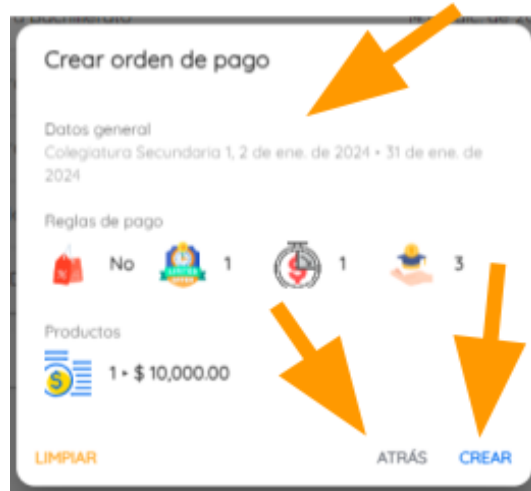 a Bachillerato
Crear orden de pago
Datos general
Colegiatura Secundaria 1, 2 de ene. de 2024 • 31 de ene. de
2024
Reglas de pago
No 1 1 3
Productos
1 ▸ $ 10,000.00
LIMPIAR ATRÁS CREAR